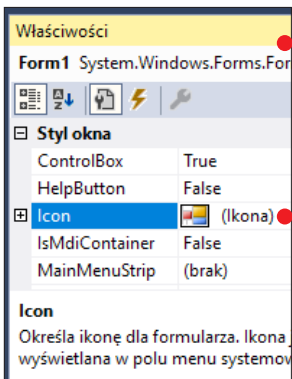 Właściwości
Form1 System.Windows.Forms.For
Styl okna
ControlBox True
HelpButton False
Icon (Ikona)
IsMdiContainer False
MainMenuStrip (brak)
Icon
Określa ikonę dla formularza. Ikona
wyświetlana w polu menu systemow